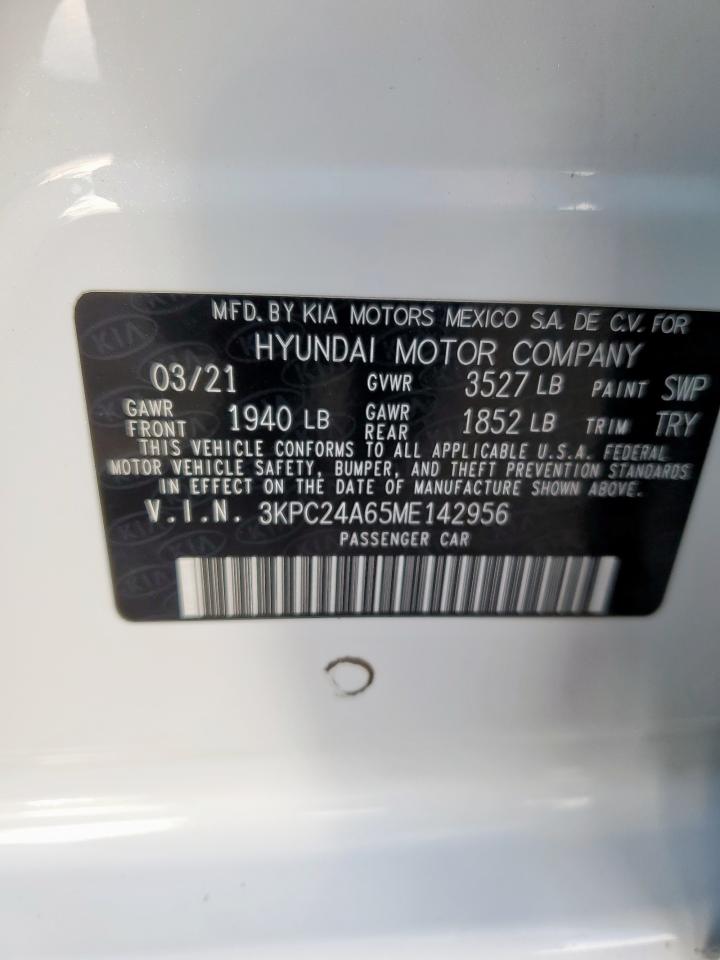 MFD. BY KIA MOTORS MEXICO S.A. DE C.V. FOR
HYUNDAI MOTOR COMPANY
03/21 GVWR 3527 LB PAINT SWP
GAWR FRONT 1940 LB GAWR REAR 1852 LB TRIM TRY
THIS VEHICLE CONFORMS TO ALL APPLICABLE U.S.A. FEDERAL
MOTOR VEHICLE SAFETY, BUMPER, AND THEFT PREVENTION STANDARDS
IN EFFECT ON THE DATE OF MANUFACTURE SHOWN ABOVE.
V.I.N. 3KPC24A65ME142956
PASSENGER CAR